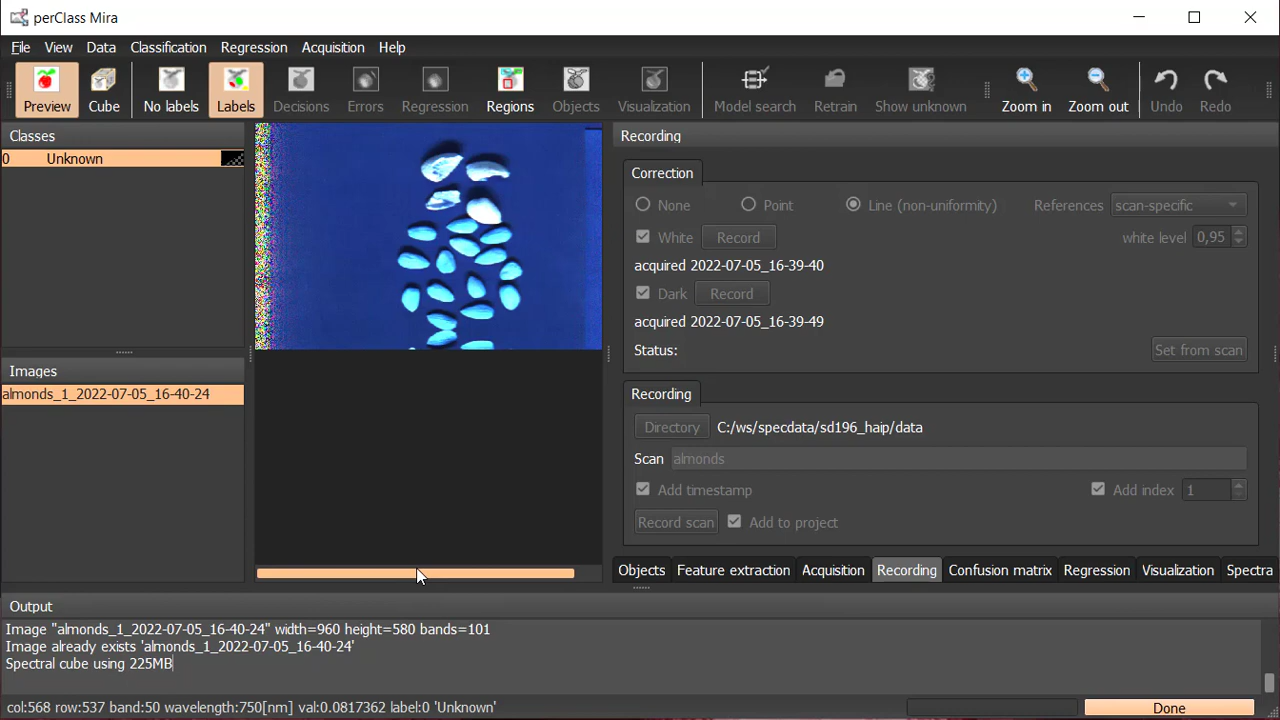 perClass Mira
File View Data Classification Regression Acquisition Help
Preview Cube No labels Labels Decisions Errors Regression Regions Objects Visualization Model search Retrain Show unknown Zoom in Zoom out Undo Redo
Classes
0 Unknown
Images
almonds_1_2022-07-05_16-40-24
Recording
Correction
None Point Line (non-uniformity) References scan-specific
White Record white level 0,95
acquired 2022-07-05_16-39-40
Dark Record
acquired 2022-07-05_16-39-49
Status: Set from scan
Recording
Directory C:/ws/specdata/sd196_haip/data
Scan almonds
Add timestamp Add index 1
Record scan Add to project
Objects Feature extraction Acquisition Recording Confusion matrix Regression Visualization Spectra
Output
Image "almonds_1_2022-07-05_16-40-24" width=960 height=580 bands=101
Image already exists 'almonds_1_2022-07-05_16-40-24'
Spectral cube using 225MB
col:568 row:537 band:50 wavelength:750[nm] val:0.0817362 label:0 'Unknown' Done